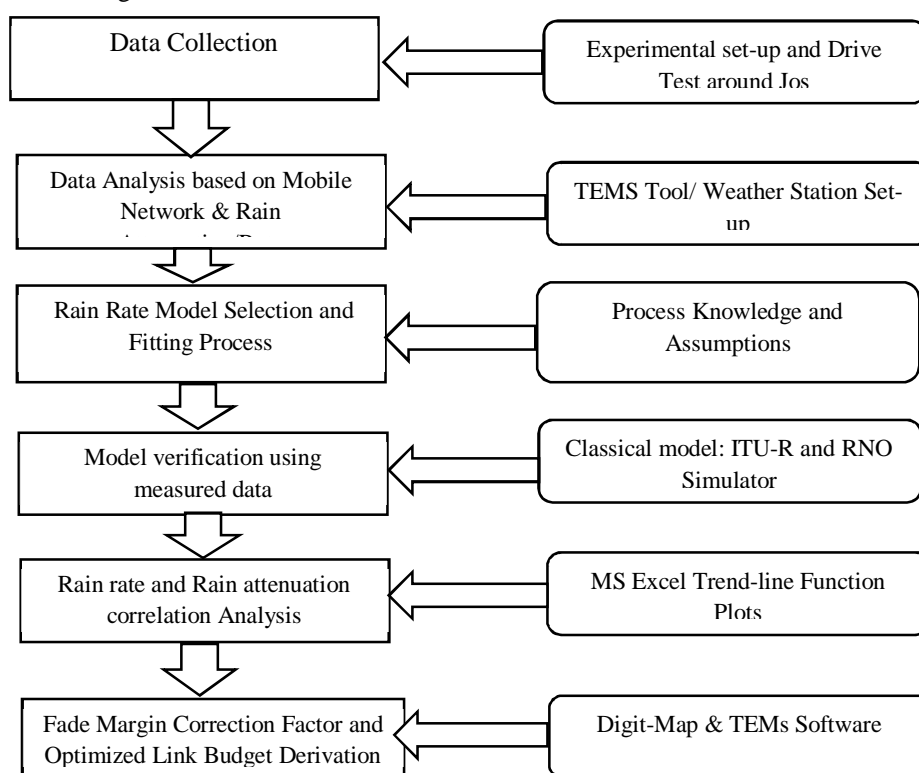 Data Collection
Experimental set-up and Drive
Test around Jos
Data Analysis based on Mobile
Network & Rain
TEMS Tool/ Weather Station Set-
up
Rain Rate Model Selection and
Fitting Process
Process Knowledge and
Assumptions
Model verification using
measured data
Classical model: ITU-R and RNO
Simulator
Rain rate and Rain attenuation
correlation Analysis
MS Excel Trend-line Function
Plots
Fade Margin Correction Factor and
Optimized Link Budget Derivation
Digit-Map & TEMs Software